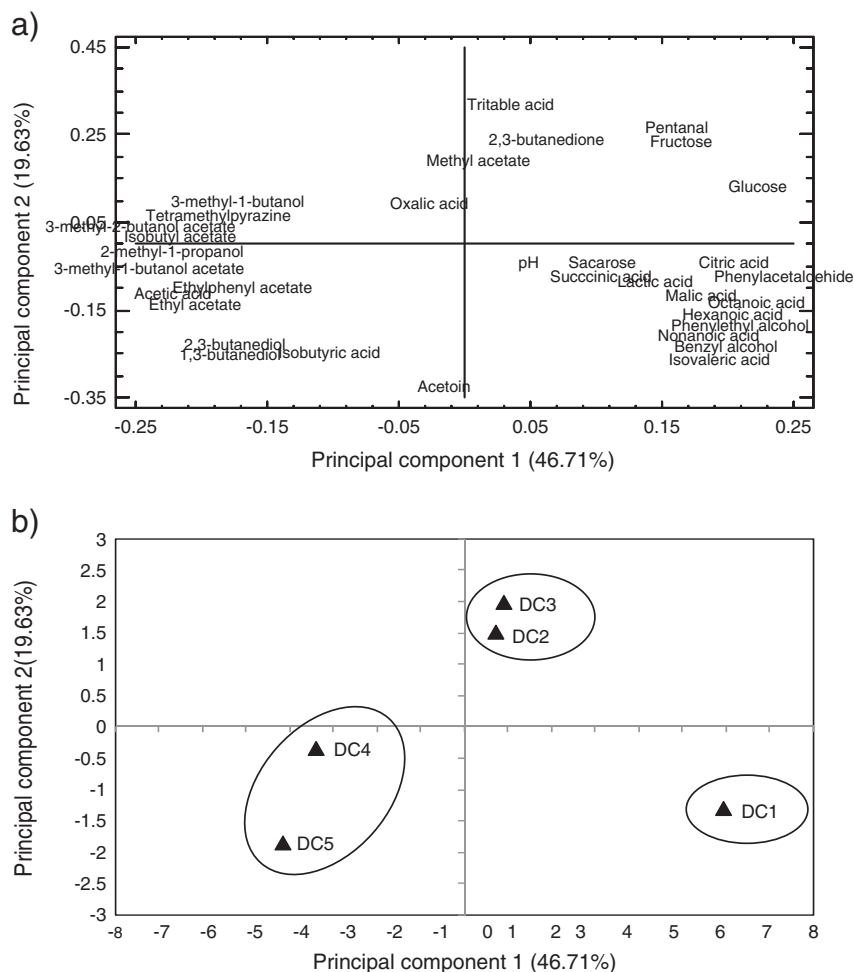 a)
0.45
Tritable acid
Pentanal
0.25
2,3-butanedione
Fructose
Methyl acetate
Glucose
3-methyl-1-butanol
Oxalic acid
Tetramethylpyrazine
0.05
3-methyl-2-butanol acetate
Isobutyl acetate
2-methyl-1-propanol
pH
Sacarose
Citric acid
3-methyl-1-butanol acetate
Succcinic acid
Lactic acid
Phenylacetaldehide
Ethylphenyl acetate
Acetic acid
Malic acid
Octanoic acid
-0.15
Ethyl acetate
Hexanoic acid
Phenylethyl alcohol
Nonanoic acid
2,3-butanediol
Benzyl alcohol
1,3-butanediol
Isobutyric acid
Isovaleric acid
Acetoin
-0.35
-0.25 -0.15 -0.05 0.05 0.15 0.25
Principal component 1 (46.71%)
Principal component 2 (19.63%)
b)
3
2.5
2
DC3
1.5
DC2
1
0.5
0
-0.5
DC4
-1
DC1
-1.5
-2
DC5
-2.5
-3
-8 -7 -6 -5 -4 -3 -2 -1 0 1 2 3 4 5 6 7 8
Principal component 1 (46.71%)
Principal component 2(19.63%)